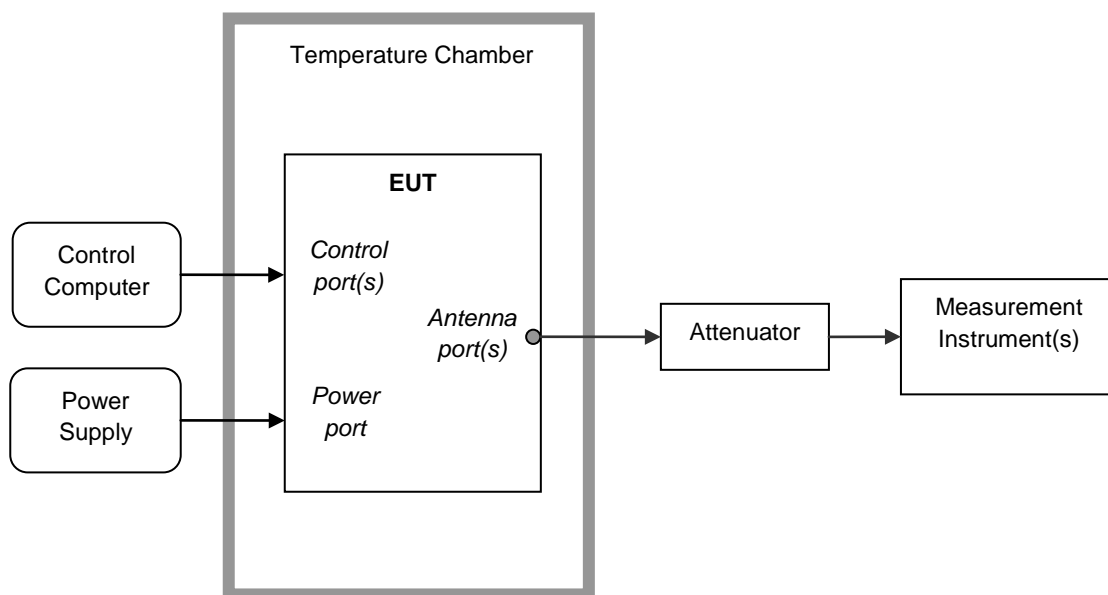 Temperature Chamber
EUT
Control
Computer
Control
port(s)
Antenna
port(s)
Attenuator
Measurement
Instrument(s)
Power
Supply
Power
port